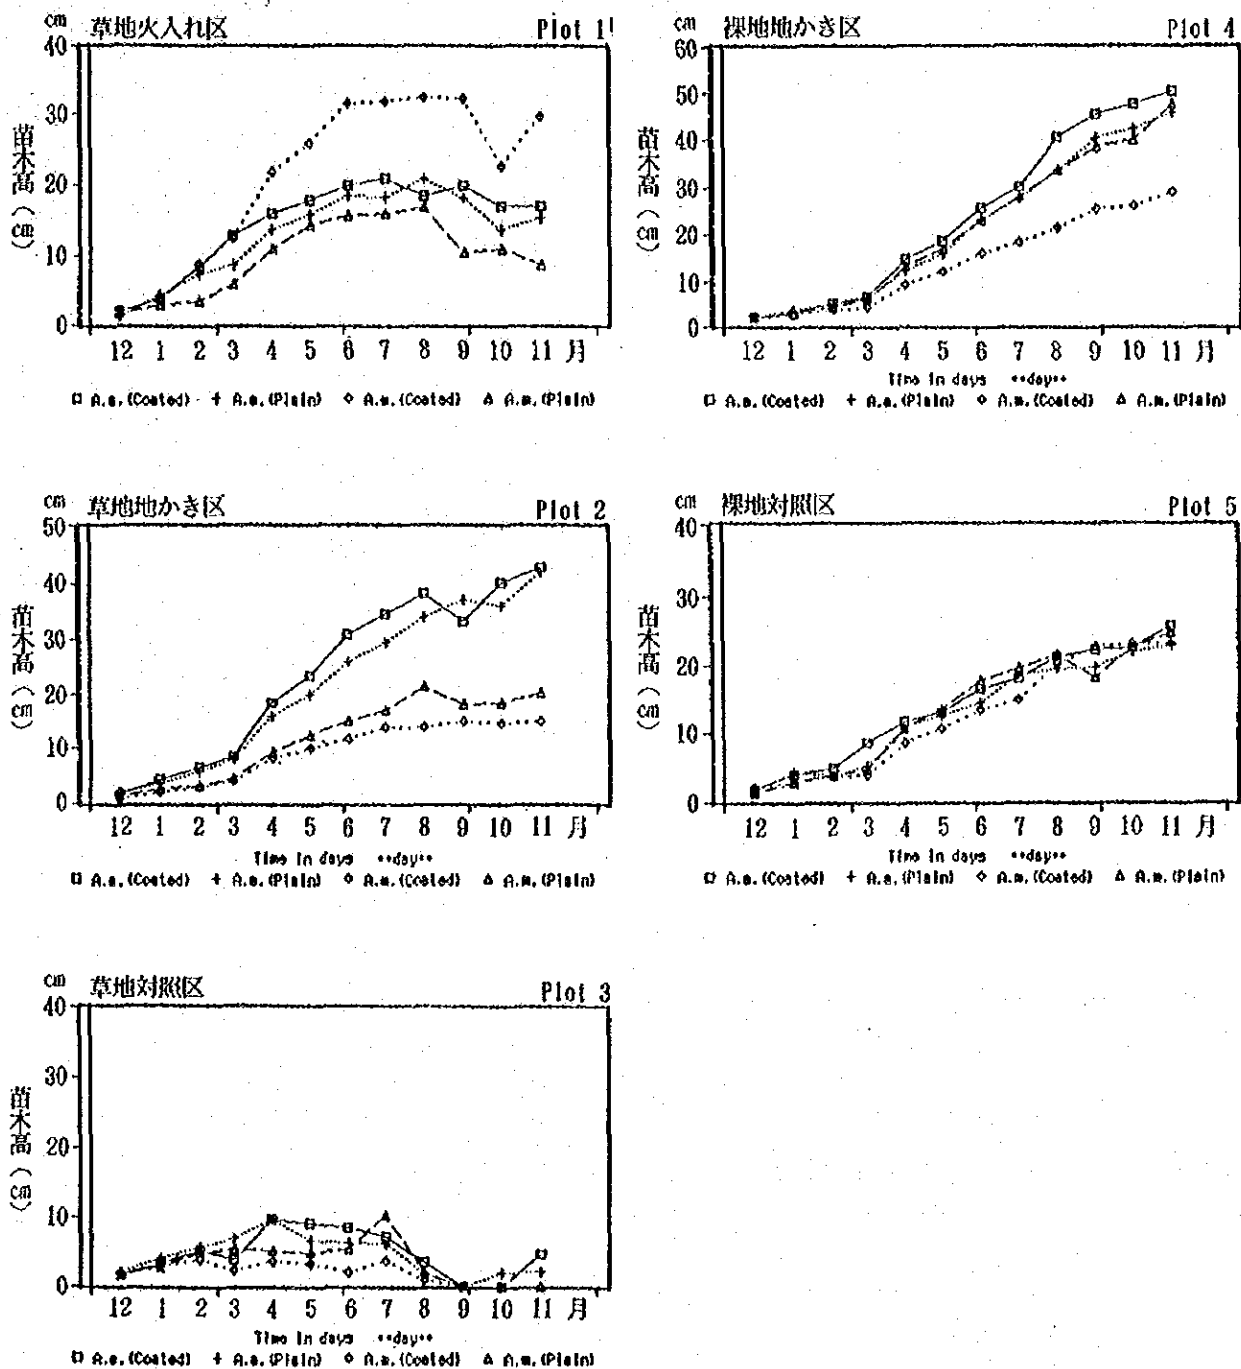 cm 草地火入れ区 Plot 1
40
30
20
10
0
苗木高(cm)
12 1 2 3 4 5 6 7 8 9 10 11 月
A.a.(Coated) A.a.(Plain) A.m.(Coated) A.m.(Plain)
cm 裸地地かき区 Plot 4
60
50
40
30
20
10
0
苗木高(cm)
12 1 2 3 4 5 6 7 8 9 10 11 月
Time in days **day**
A.a.(Coated) A.a.(Plain) A.m.(Coated) A.m.(Plain)
cm 草地地かき区 Plot 2
50
40
30
20
10
0
苗木高(cm)
12 1 2 3 4 5 6 7 8 9 10 11 月
Time in days **day**
A.a.(Coated) A.a.(Plain) A.m.(Coated) A.m.(Plain)
cm 裸地対照区 Plot 5
40
30
20
10
0
苗木高(cm)
12 1 2 3 4 5 6 7 8 9 10 11 月
Time in days **day**
A.a.(Coated) A.a.(Plain) A.m.(Coated) A.m.(Plain)
cm 草地対照区 Plot 3
40
30
20
10
0
苗木高(cm)
12 1 2 3 4 5 6 7 8 9 10 11 月
Time in days **day**
A.a.(Coated) A.a.(Plain) A.m.(Coated) A.m.(Plain)